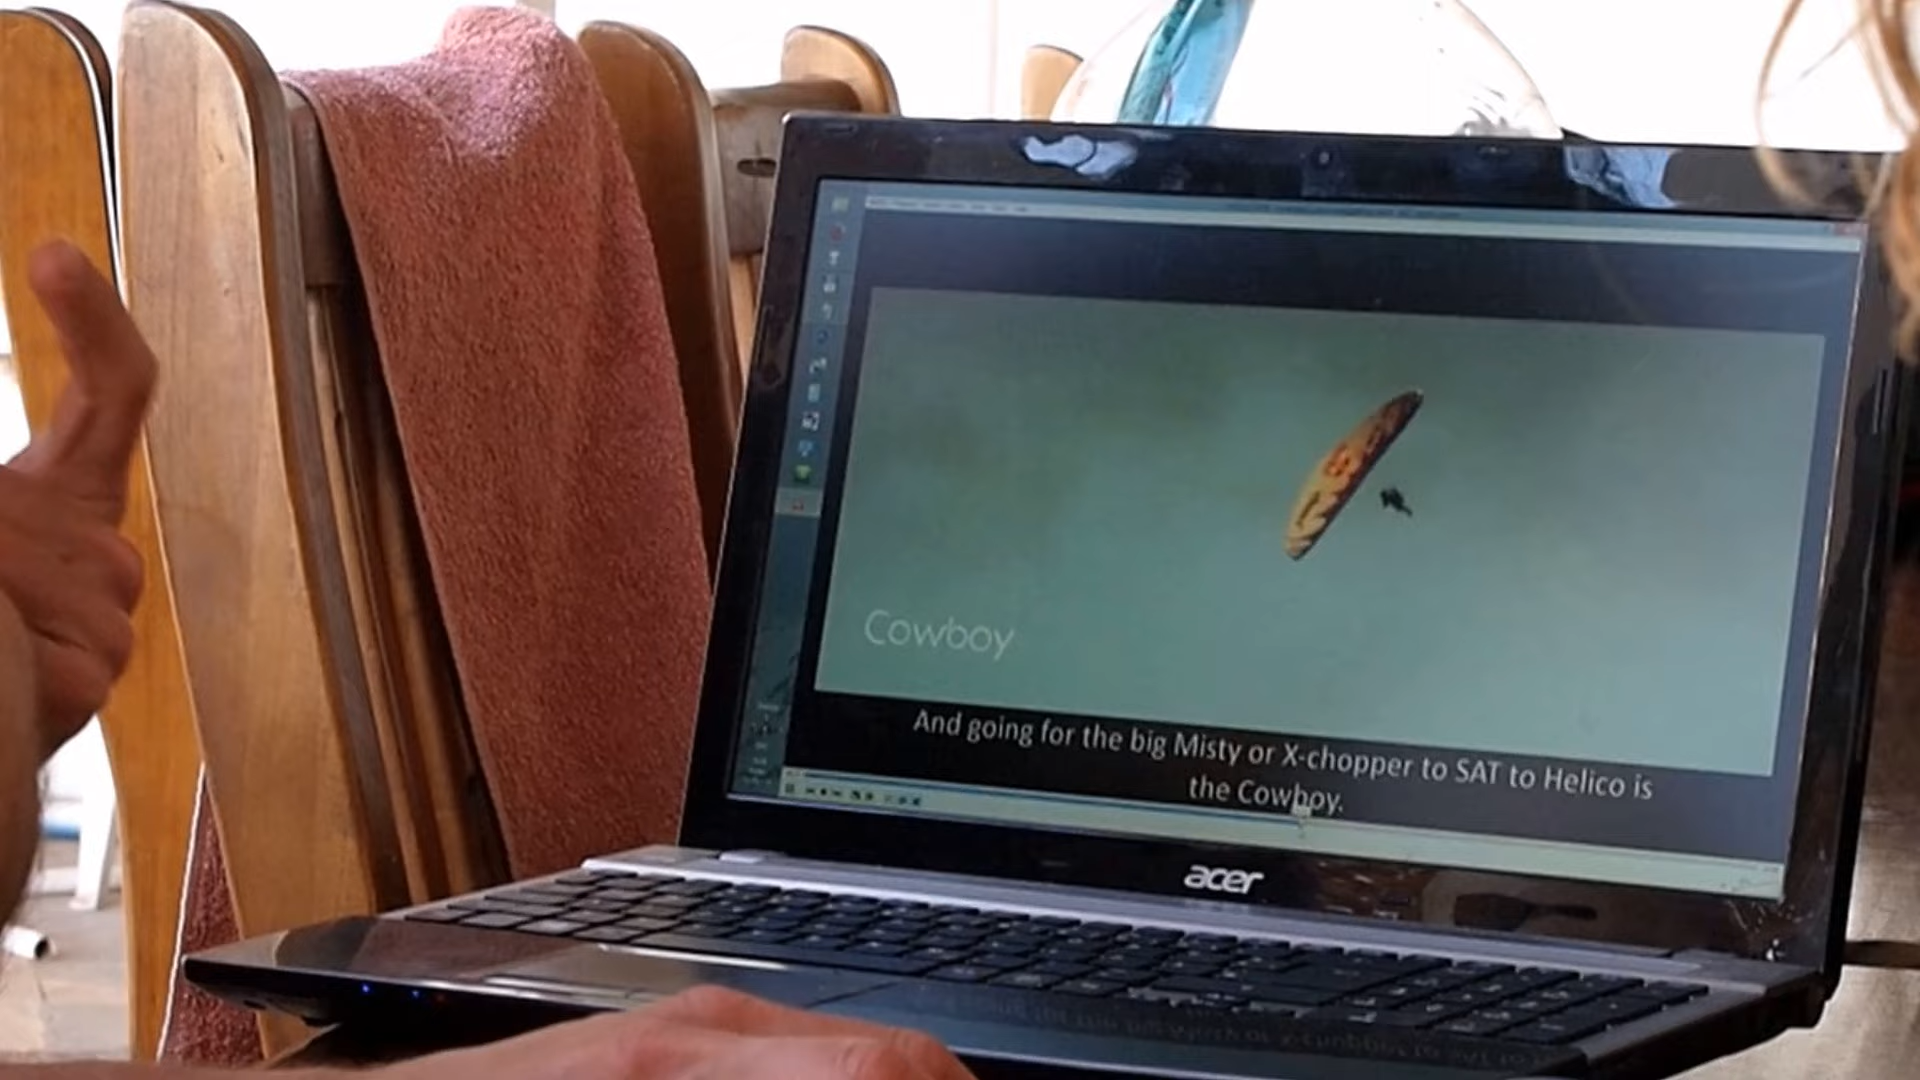 Cowboy
And going for the big Misty or X-chopper to SAT to Helico is
the Cowboy.
acer